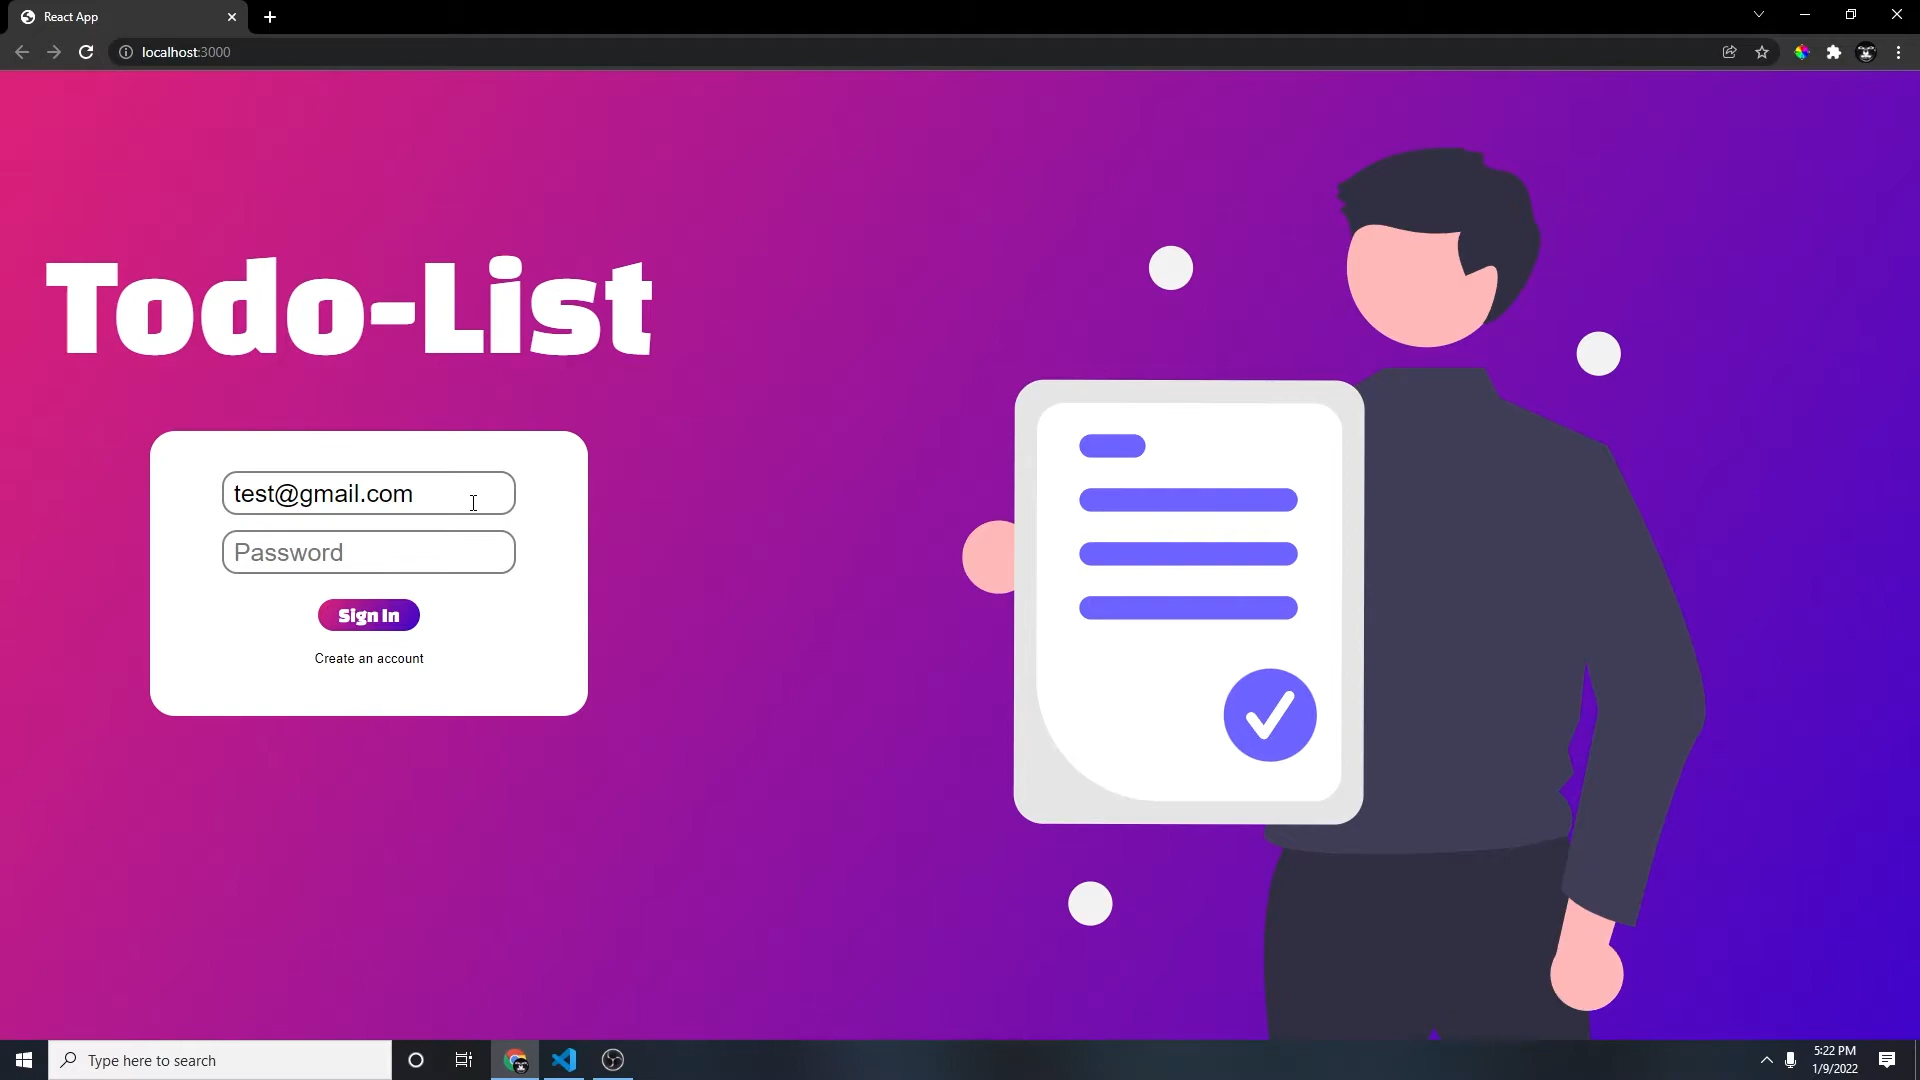 React App
localhost:3000
Todo-List
test@gmail.com
Password
Sign In
Create an account
Type here to search
5:22 PM
1/9/2022